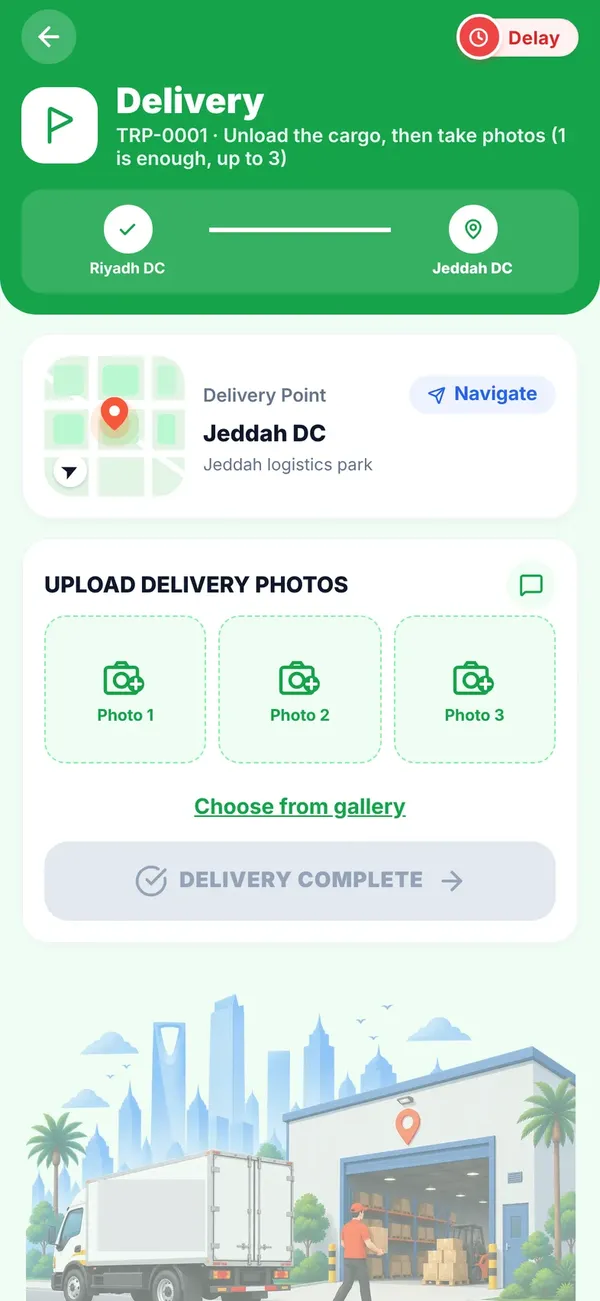 Delay
Delivery
TRP-0001 · Unload the cargo, then take photos (1
is enough, up to 3)
Riyadh DC
Jeddah DC
Delivery Point
Navigate
Jeddah DC
Jeddah logistics park
UPLOAD DELIVERY PHOTOS
Photo 1
Photo 2
Photo 3
Choose from gallery
DELIVERY COMPLETE